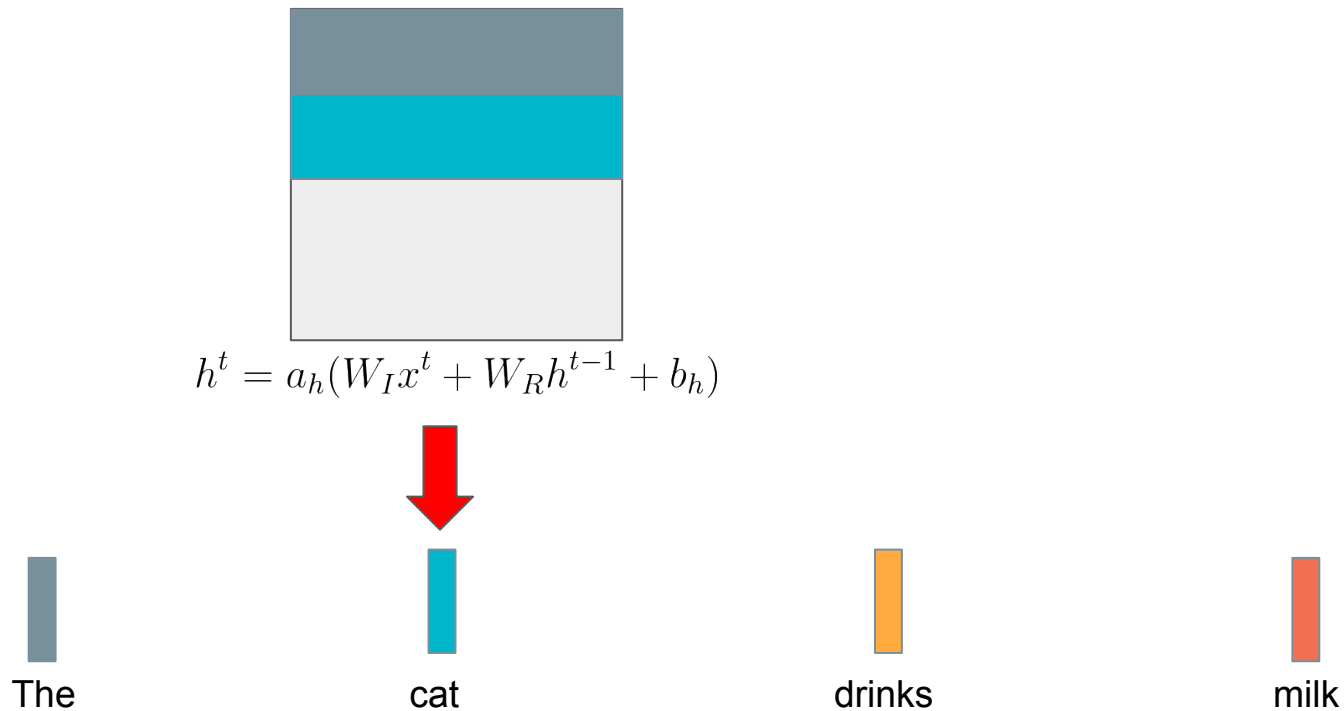 h^t = a_h(W_I x^t + W_R h^{t-1} + b_h)
The cat drinks milk